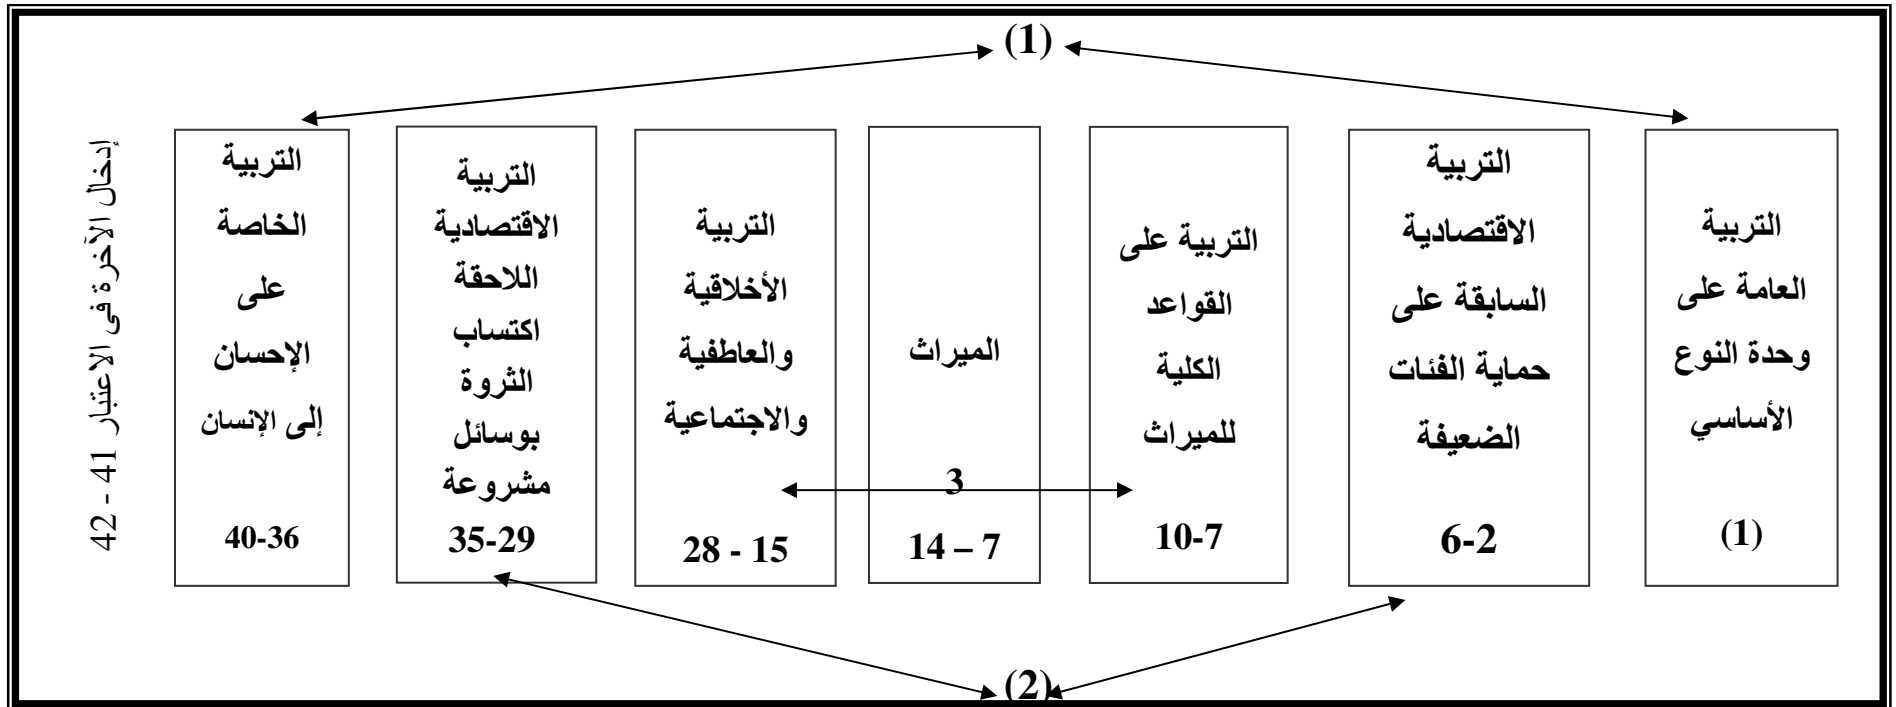 (1)
التربية
العامة على
وحدة النوع
الأساسي
(1)
التربية
الاقتصادية
السابقة على
حماية الفئات
الضعيفة
6-2
التربية على
القواعد
الكلية
للميراث
10-7
الميراث
3
14 – 7
التربية
الأخلاقية
والعاطفية
والاجتماعية
28 - 15
التربية
الاقتصادية
اللاحقة
اكتساب
الثروة
بوسائل
مشروعة
35-29
التربية
الخاصة
على
الإحسان
إلى الإنسان
40-36
إدخال الآخرة فى الاعتبار 41 - 42
(2)